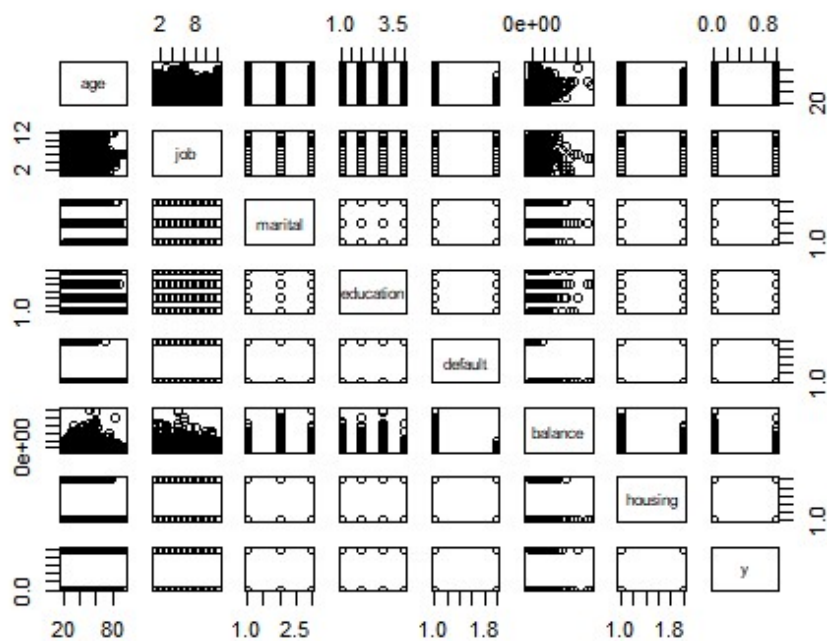 2 8 1.0 3.5 0e+00 0.0 0.8
age 20
2 12 job
marital 1.0
1.0 education
default 1.0
0e+00 balance
housing 1.0
0.0 y
20 80 1.0 2.5 1.0 1.8 1.0 1.8